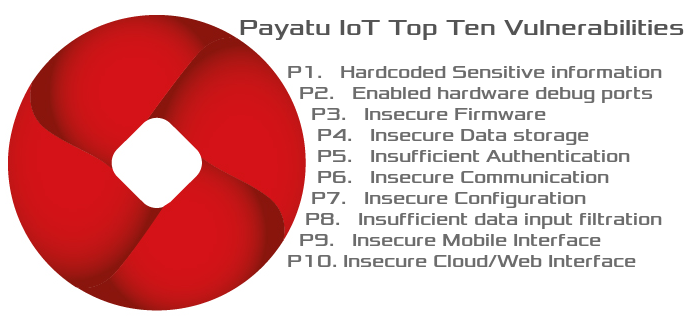 Payatu IoT Top Ten Vulnerabilities
P1. Hardcoded Sensitive information
P2. Enabled hardware debug ports
P3. Insecure Firmware
P4. Insecure Data storage
P5. Insufficient Authentication
P6. Insecure Communication
P7. Insecure Configuration
P8. Insufficient data input filtration
P9. Insecure Mobile Interface
P10. Insecure Cloud/Web Interface